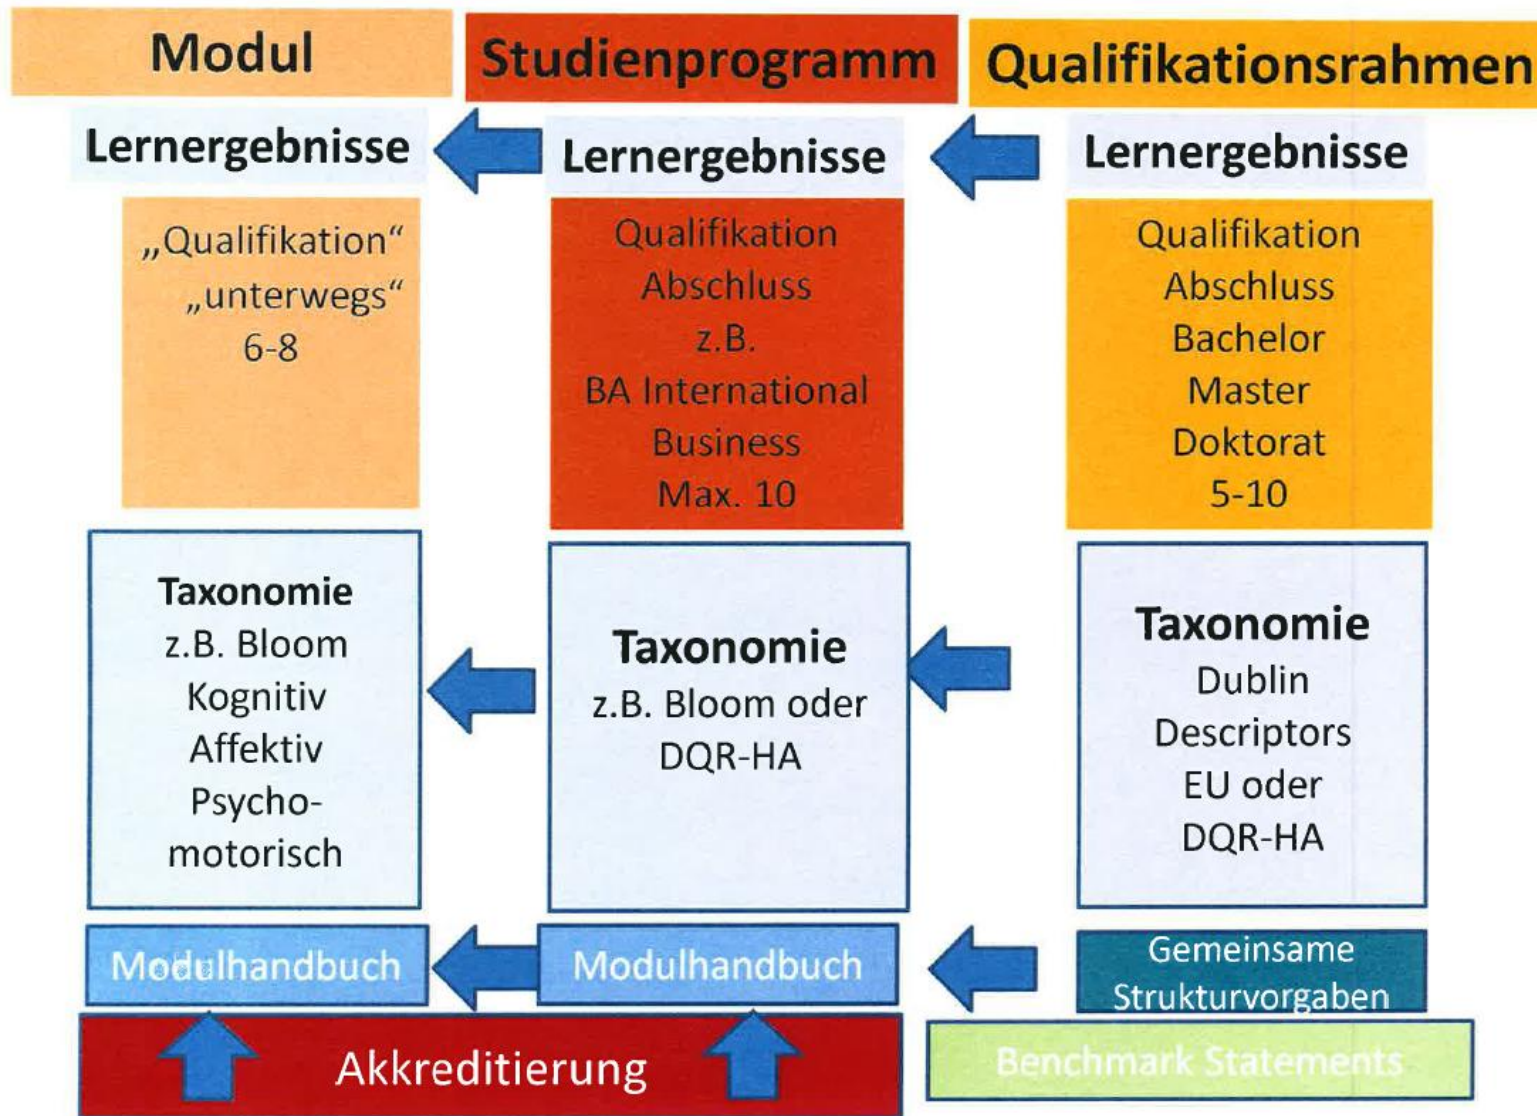 Modul
Studienprogramm
Qualifikationsrahmen
Lernergebnisse
Lernergebnisse
Lernergebnisse
„Qualifikation“
„unterwegs“
6-8
Qualifikation
Abschluss
z.B.
BA International
Business
Max. 10
Qualifikation
Abschluss
Bachelor
Master
Doktorat
5-10
Taxonomie
z.B. Bloom
Kognitiv
Affektiv
Psycho-
motorisch
Taxonomie
z.B. Bloom oder
DQR-HA
Taxonomie
Dublin
Descriptors
EU oder
DQR-HA
Modulhandbuch
Modulhandbuch
Gemeinsame
Strukturvorgaben
Akkreditierung
Benchmark Statements